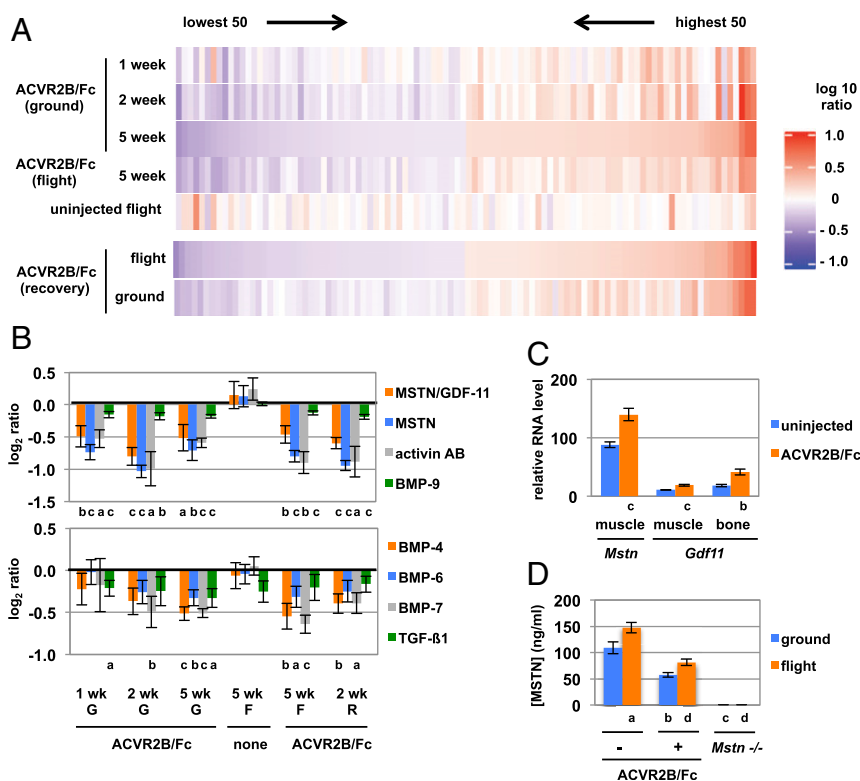 A
lowest 50
highest 50
ACVR2B/Fc
(ground)
1 week
2 week
5 week
ACVR2B/Fc
(flight)
5 week
uninjected flight
ACVR2B/Fc
(recovery)
flight
ground
log 10
ratio
1.0
0.5
0.0
- 0.5
- 1.0
B
log2 ratio
0.5
0.0
-0.5
-1.0
-1.5
b c a c
c c a b
a b c c
b c b c
c c a c
MSTN/GDF-11
MSTN
activin AB
BMP-9
log2 ratio
0.5
0.0
-0.5
-1.0
a
b
c b c a
b a c
b a
BMP-4
BMP-6
BMP-7
TGF-ß1
1 wk 2 wk 5 wk 5 wk 5 wk 2 wk
G G G F F R
ACVR2B/Fc none ACVR2B/Fc
C
relative RNA level
200
100
0
c c b
muscle muscle bone
Mstn Gdf11
uninjected
ACVR2B/Fc
D
[MSTN] (ng/ml)
200
150
100
50
0
a b d c d
- + Mstn -/-
ACVR2B/Fc
ground
flight